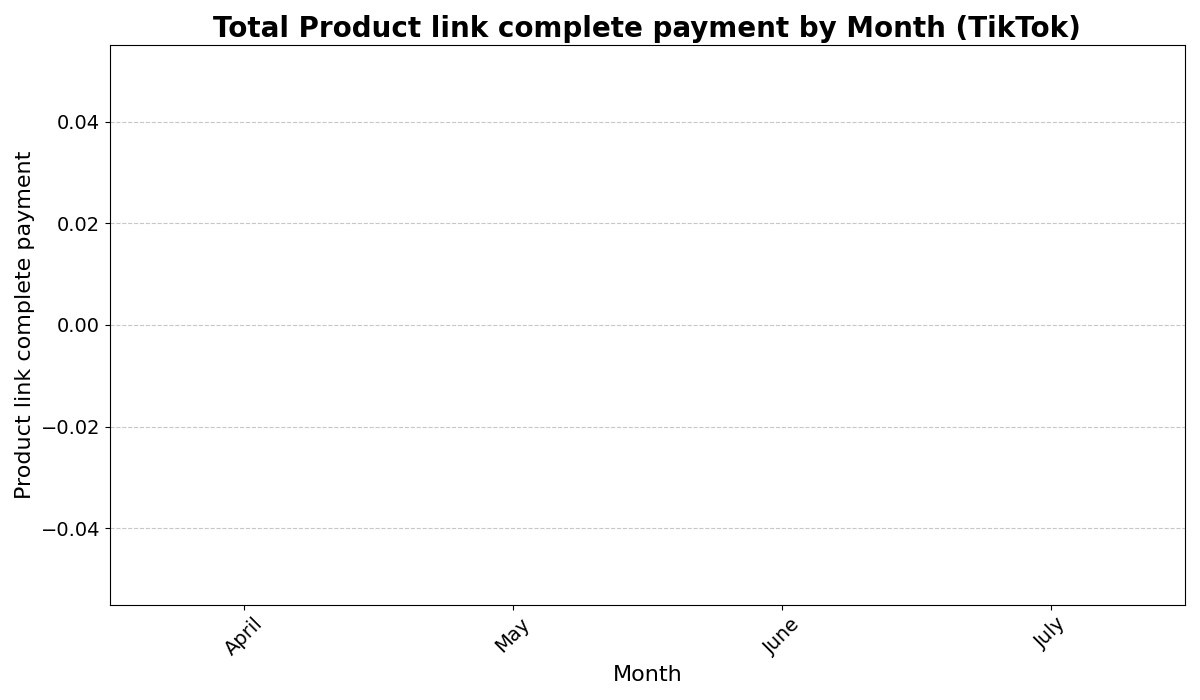 Total Product link complete payment by Month (TikTok)
Product link complete payment
0.04
0.02
0.00
−0.02
−0.04
April
May
June
July
Month